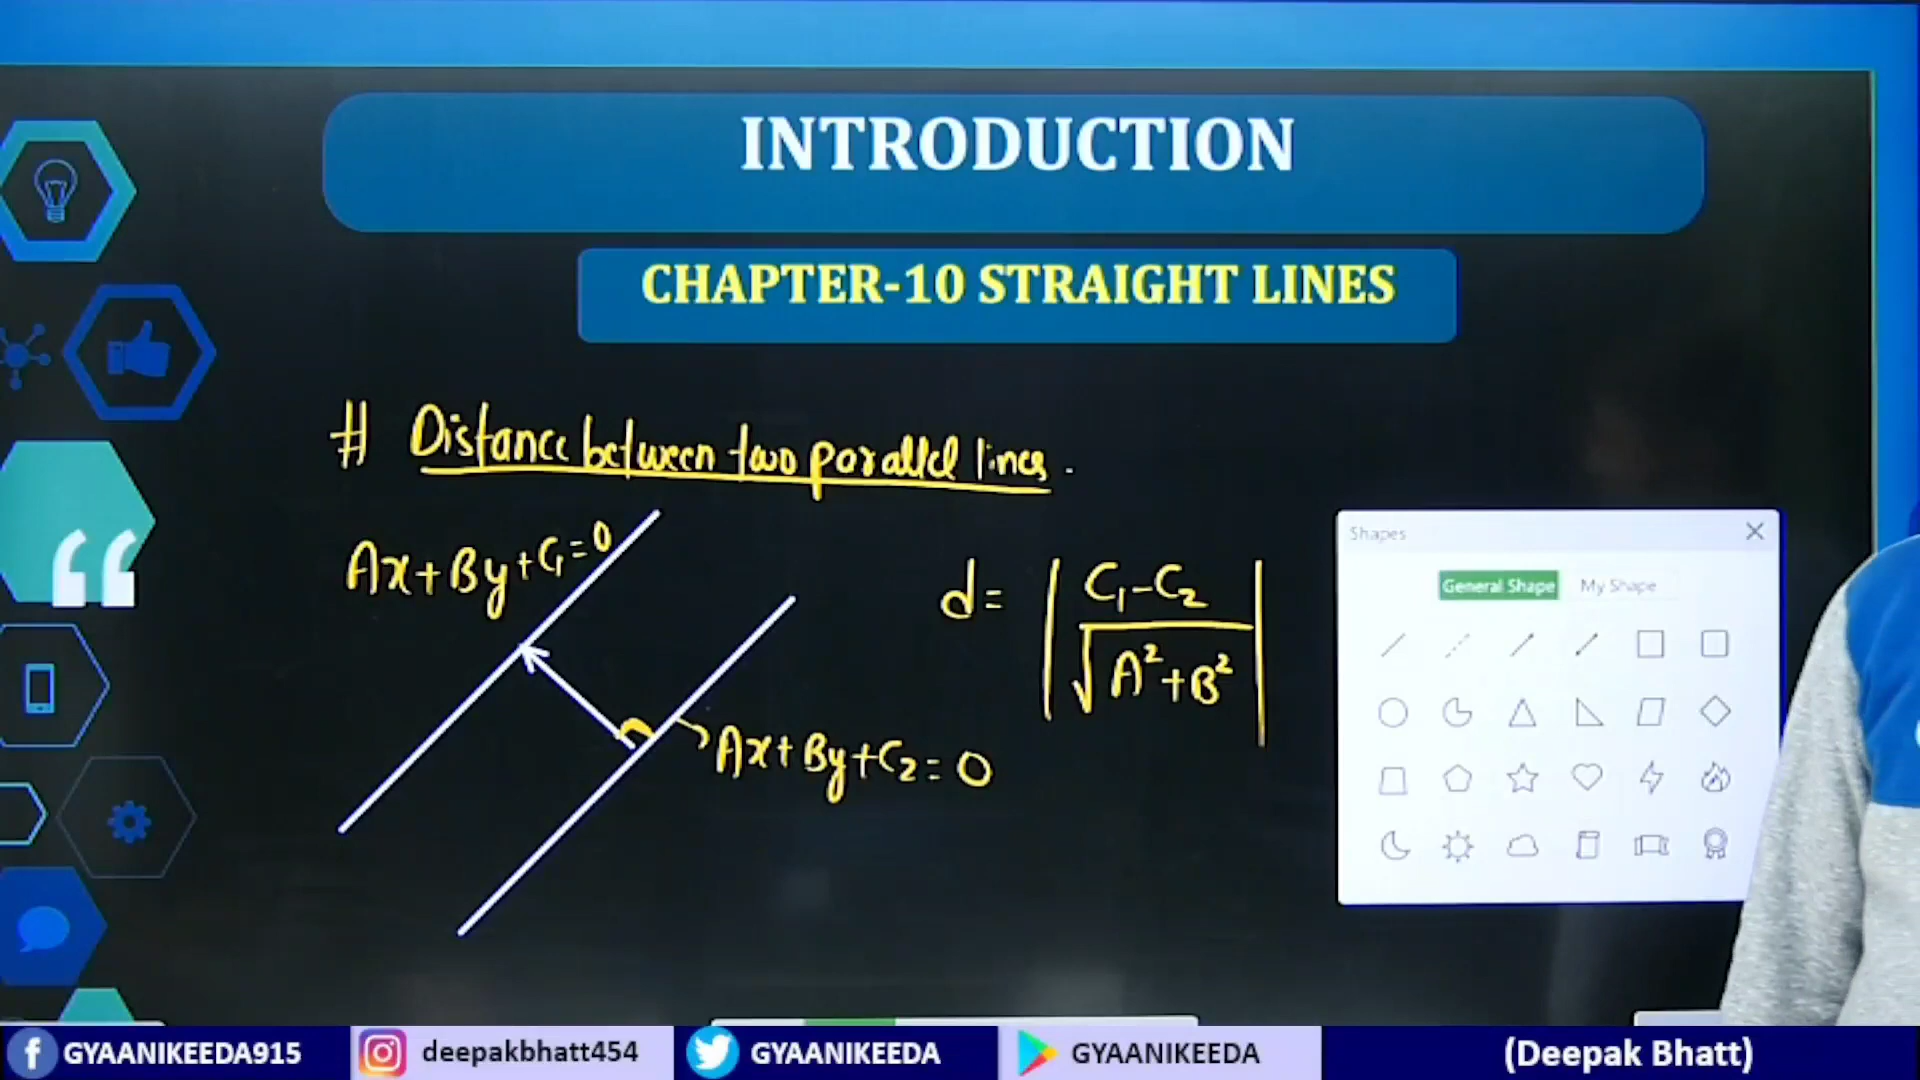 INTRODUCTION
CHAPTER-10 STRAIGHT LINES
# Distance between two parallel lines.
Ax+By+C₁=0
d = | C₁-C₂ / √A²+B² |
Ax+By+C₂=0
Shapes
General Shape My Shape
GYAANIKEEDA915 deepakbhatt454 GYAANIKEEDA GYAANIKEEDA (Deepak Bhatt)